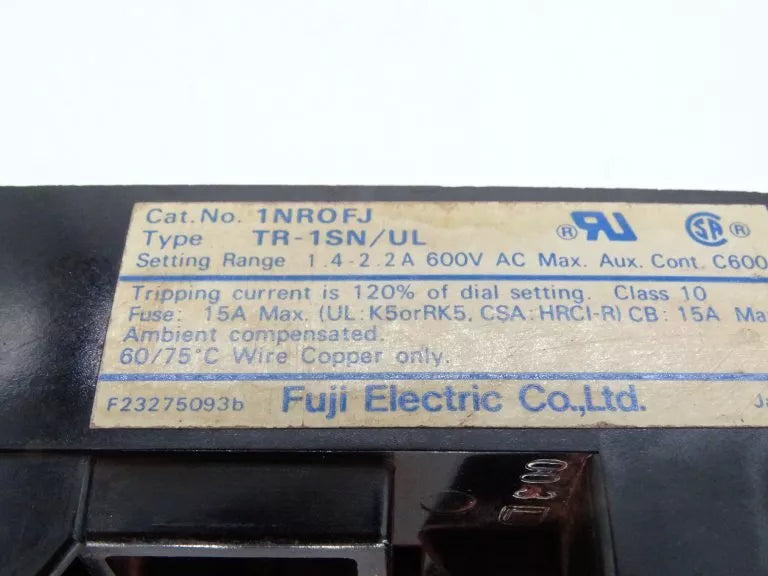 Cat. No. 1NR0FJ
Type TR-1SN/UL
Setting Range 1.4-2.2A 600V AC Max. Aux. Cont. C600
Tripping current is 120% of dial setting. Class 10
Fuse: 15A Max. (UL: K5orRK5, CSA: HRCI-R) CB: 15A Ma
Ambient compensated.
60/75°C Wire Copper only.
F23275093b Fuji Electric Co.,Ltd. Ja